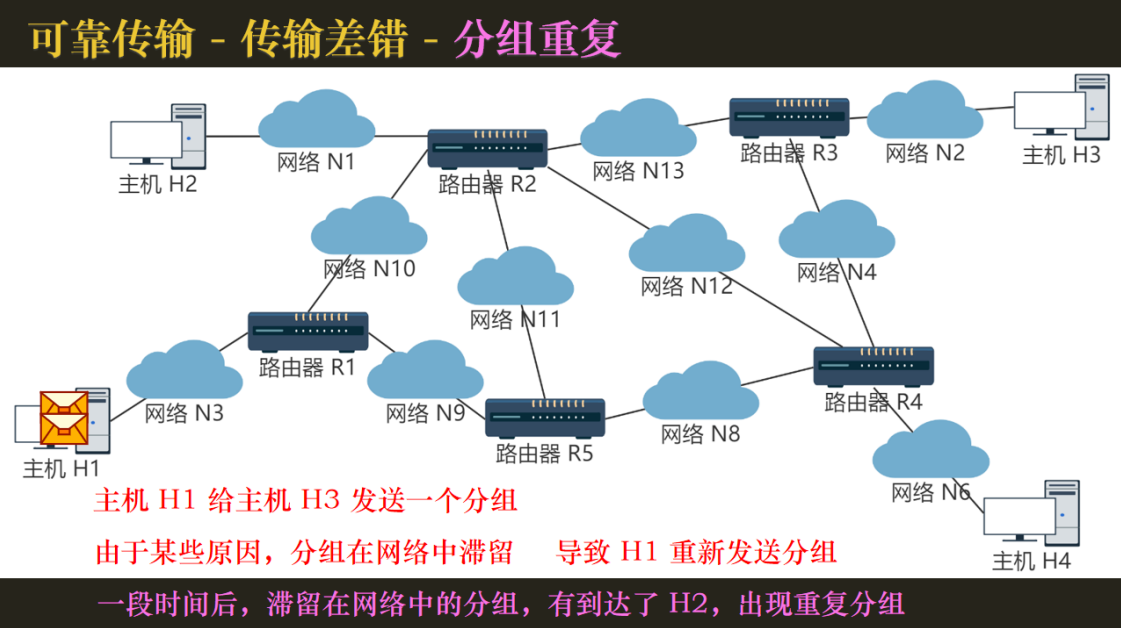 可靠传输 - 传输差错 - 分组重复
主机 H2
网络 N1
路由器 R2
网络 N13
路由器 R3
网络 N2
主机 H3
网络 N10
网络 N11
网络 N12
网络 N4
路由器 R1
网络 N3
网络 N9
路由器 R5
网络 N8
路由器 R4
网络 N6
主机 H1
主机 H4
主机 H1 给主机 H3 发送一个分组
由于某些原因，分组在网络中滞留 导致 H1 重新发送分组
一段时间后，滞留在网络中的分组，有到达了 H2，出现重复分组